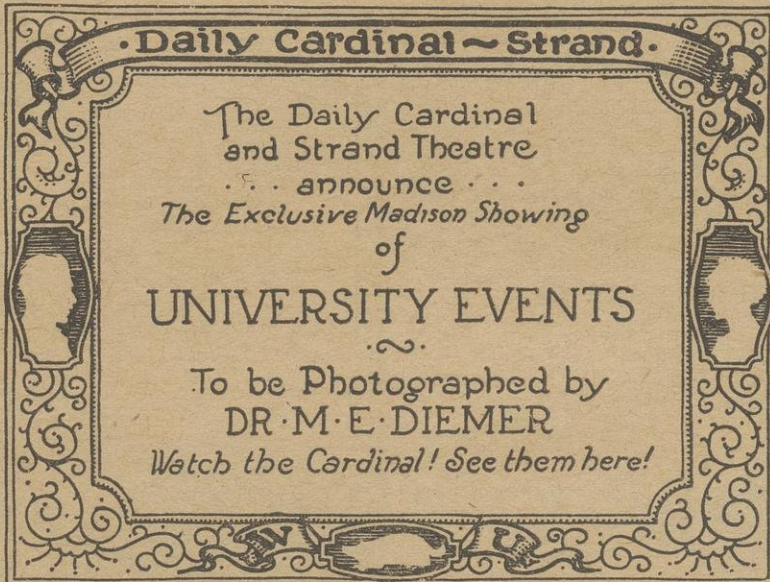 ·Daily Cardinal~Strand·
The Daily Cardinal
and Strand Theatre
··· announce ···
The Exclusive Madison Showing
of
UNIVERSITY EVENTS
·~·
To be Photographed by
DR·M·E·DIEMER
Watch the Cardinal! See them here!
W U